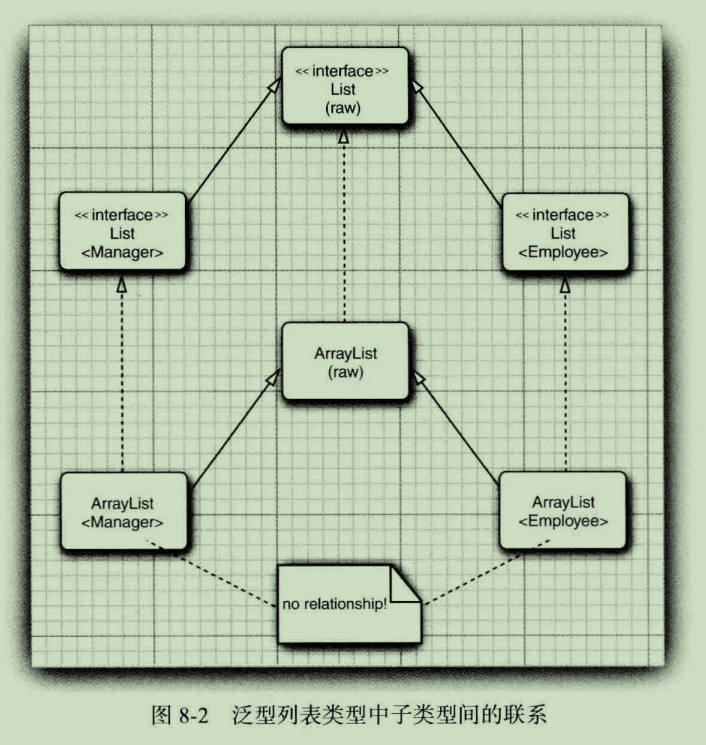 <<interface>>
List
(raw)
<<interface>>
List
<Manager>
<<interface>>
List
<Employee>
ArrayList
(raw)
ArrayList
<Manager>
ArrayList
<Employee>
no relationship!
图 8-2 泛型列表类型中子类型间的联系